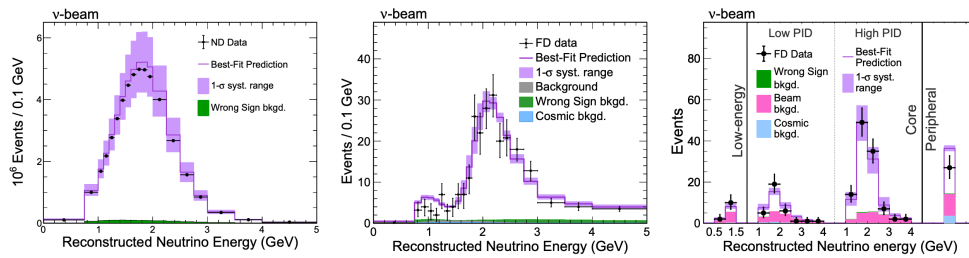 ν-beam
10⁶ Events / 0.1 GeV
6
4
2
0
0 1 2 3 4 5
Reconstructed Neutrino Energy (GeV)
ND Data
Best-Fit Prediction
1-σ syst. range
Wrong Sign bkgd.
ν-beam
Events / 0.1 GeV
60
40
20
0
0 1 2 3 4 5
Reconstructed Neutrino Energy (GeV)
FD data
Best-Fit Prediction
1-σ syst. range
Background
Wrong Sign bkgd.
Cosmic bkgd.
ν-beam
Events
80
60
40
20
0
Low PID
High PID
FD Data
Wrong Sign
bkgd.
Beam
bkgd.
Cosmic
bkgd.
Best-Fit
Prediction
1-σ syst.
range
Low-energy
Core
Peripheral
0.5 1.5 1 2 3 4 1 2 3 4
Reconstructed Neutrino energy (GeV)